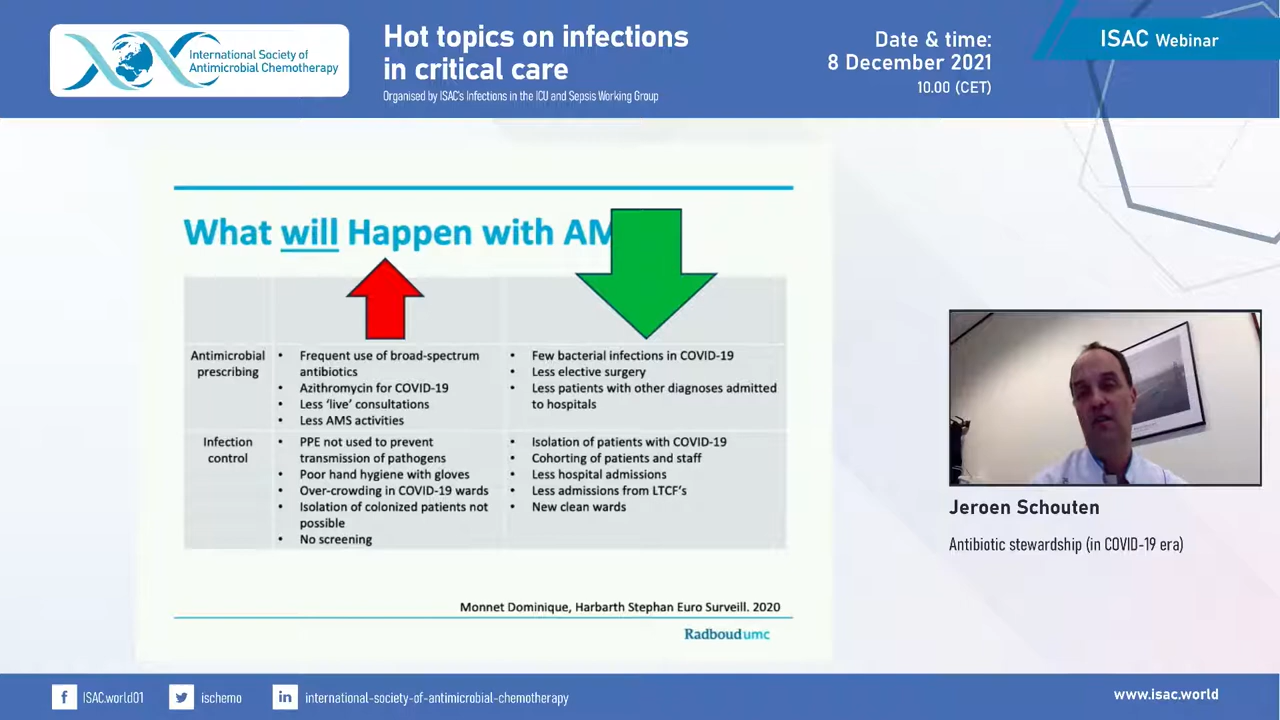 International Society of
Antimicrobial Chemotherapy
Hot topics on infections
in critical care
Organised by ISAC's Infections in the ICU and Sepsis Working Group
Date & time:
8 December 2021
10.00 (CET)
ISAC Webinar
What will Happen with AM
Antimicrobial
prescribing
• Frequent use of broad-spectrum
antibiotics
• Azithromycin for COVID-19
• Less 'live' consultations
• Less AMS activities
• Few bacterial infections in COVID-19
• Less elective surgery
• Less patients with other diagnoses admitted
to hospitals
Infection
control
• PPE not used to prevent
transmission of pathogens
• Poor hand hygiene with gloves
• Over-crowding in COVID-19 wards
• Isolation of colonized patients not
possible
• No screening
• Isolation of patients with COVID-19
• Cohorting of patients and staff
• Less hospital admissions
• Less admissions from LTCF's
• New clean wards
Monnet Dominique, Harbarth Stephan Euro Surveill. 2020
Radboudumc
Jeroen Schouten
Antibiotic stewardship (in COVID-19 era)
f ISAC.world01
ischemo
in international-society-of-antimicrobial-chemotherapy
www.isac.world